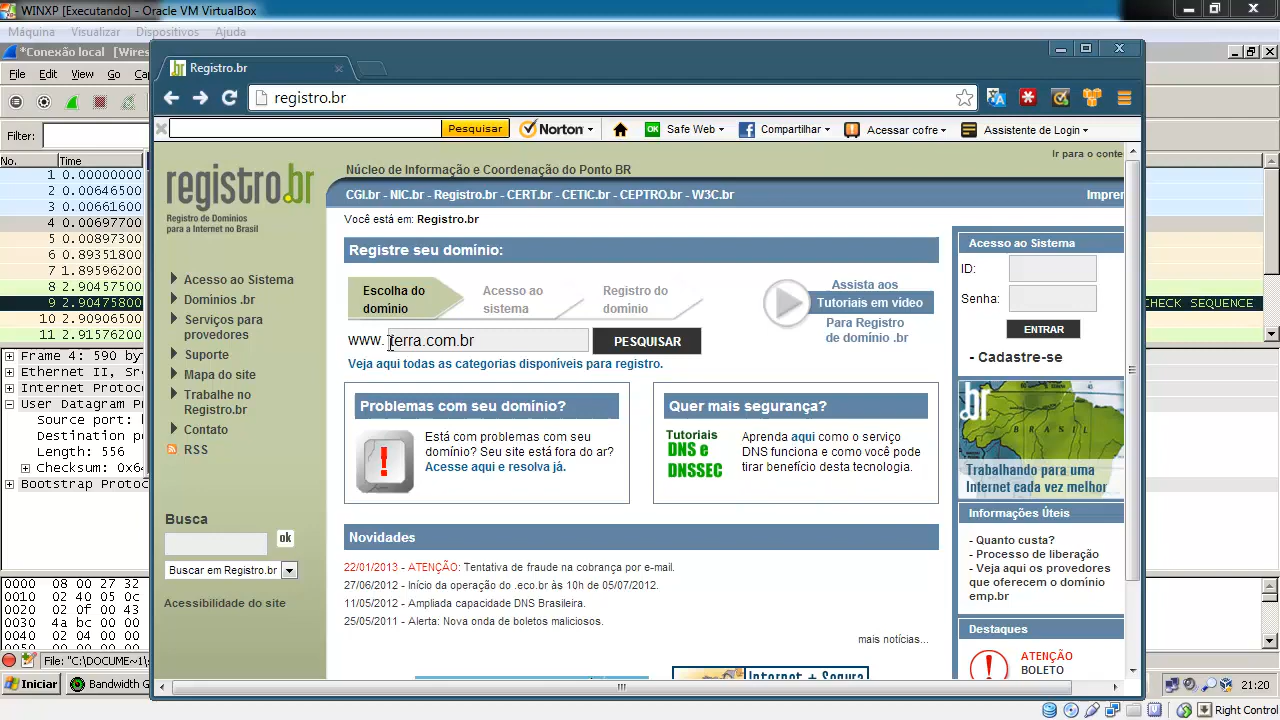 WINXP [Executando] - Oracle VM VirtualBox
Máquina Visualizar Dispositivos Ajuda
*Conexão local [Wires
File Edit View Go
Filter:
No. Time
1 0.00000000
2 0.00646500
3 0.00661600
4 0.00697700
5 0.00897300
6 0.89351800
7 1.89596200
8 2.90457500
9 2.90475800
CHECK SEQUENCE
10 2.90906500
11 2.91557600
Frame 4: 590 by
Ethernet II, Sr
Internet Protoc
User Datagram P
Source port:
Destination p
Length: 556
Checksum: 0x6
Bootstrap Proto
0000 08 00 27 32
0010 02 40 05 0c
0020 02 0f 00 43
0030 4a bc 00 00
0040 02 04 00 00
File: "C:\DOCUME~1\
Registro.br
registro.br
Pesquisar
Norton
Safe Web
Compartilhar
Acessar cofre
Assistente de Login
Ir para o conte
registro.br
Registro de Domínios
para a Internet no Brasil
Núcleo de Informação e Coordenação do Ponto BR
CGI.br - NIC.br - Registro.br - CERT.br - CETIC.br - CEPTRO.br - W3C.br
Impren
Você está em: Registro.br
Acesso ao Sistema
Domínios .br
Serviços para
provedores
Suporte
Mapa do site
Trabalhe no
Registro.br
Contato
RSS
Busca
ok
Buscar em Registro.br
Acessibilidade do site
Registre seu domínio:
Escolha do
domínio
Acesso ao
sistema
Registro do
domínio
Assista aos
Tutoriais em vídeo
Para Registro
de domínio .br
www. terra.com.br
PESQUISAR
Veja aqui todas as categorias disponíveis para registro.
Problemas com seu domínio?
Está com problemas com seu
domínio? Seu site está fora do ar?
Acesse aqui e resolva já.
Quer mais segurança?
Tutoriais
DNS e
DNSSEC
Aprenda aqui como o serviço
DNS funciona e como você pode
tirar benefício desta tecnologia.
Novidades
22/01/2013 - ATENÇÃO: Tentativa de fraude na cobrança por e-mail.
27/06/2012 - Início da operação do .eco.br às 10h de 05/07/2012.
11/05/2012 - Ampliada capacidade DNS Brasileira.
25/05/2011 - Alerta: Nova onda de boletos maliciosos.
mais notícias...
Internet + Segura
Acesso ao Sistema
ID:
Senha:
ENTRAR
- Cadastre-se
.br
BRASIL
Trabalhando para uma
Internet cada vez melhor
Informações Úteis
- Quanto custa?
- Processo de liberação
- Veja aqui os provedores
que oferecem o domínio
emp.br
Destaques
ATENÇÃO
BOLETO
Iniciar
Bandwidth G
21:20
Right Control